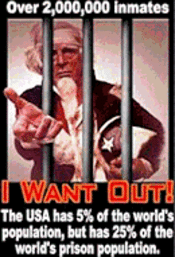 Over 2,000,000 inmates
I Want Out!
The USA has 5% of the world's
population, but has 25% of the
world's prison population.